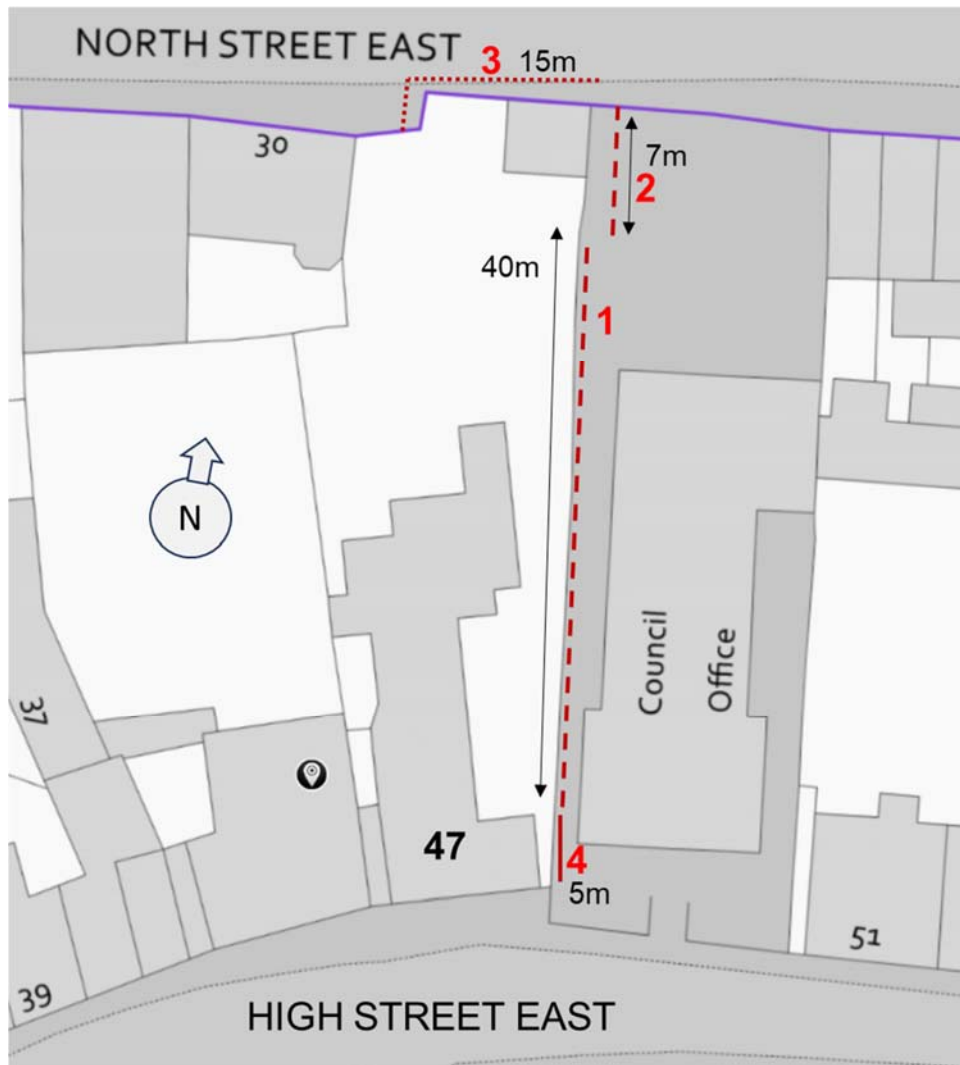 NORTH STREET EAST
3
15m
30
7m
2
40m
1
N
37
Council
Office
47
4
5m
51
39
HIGH STREET EAST